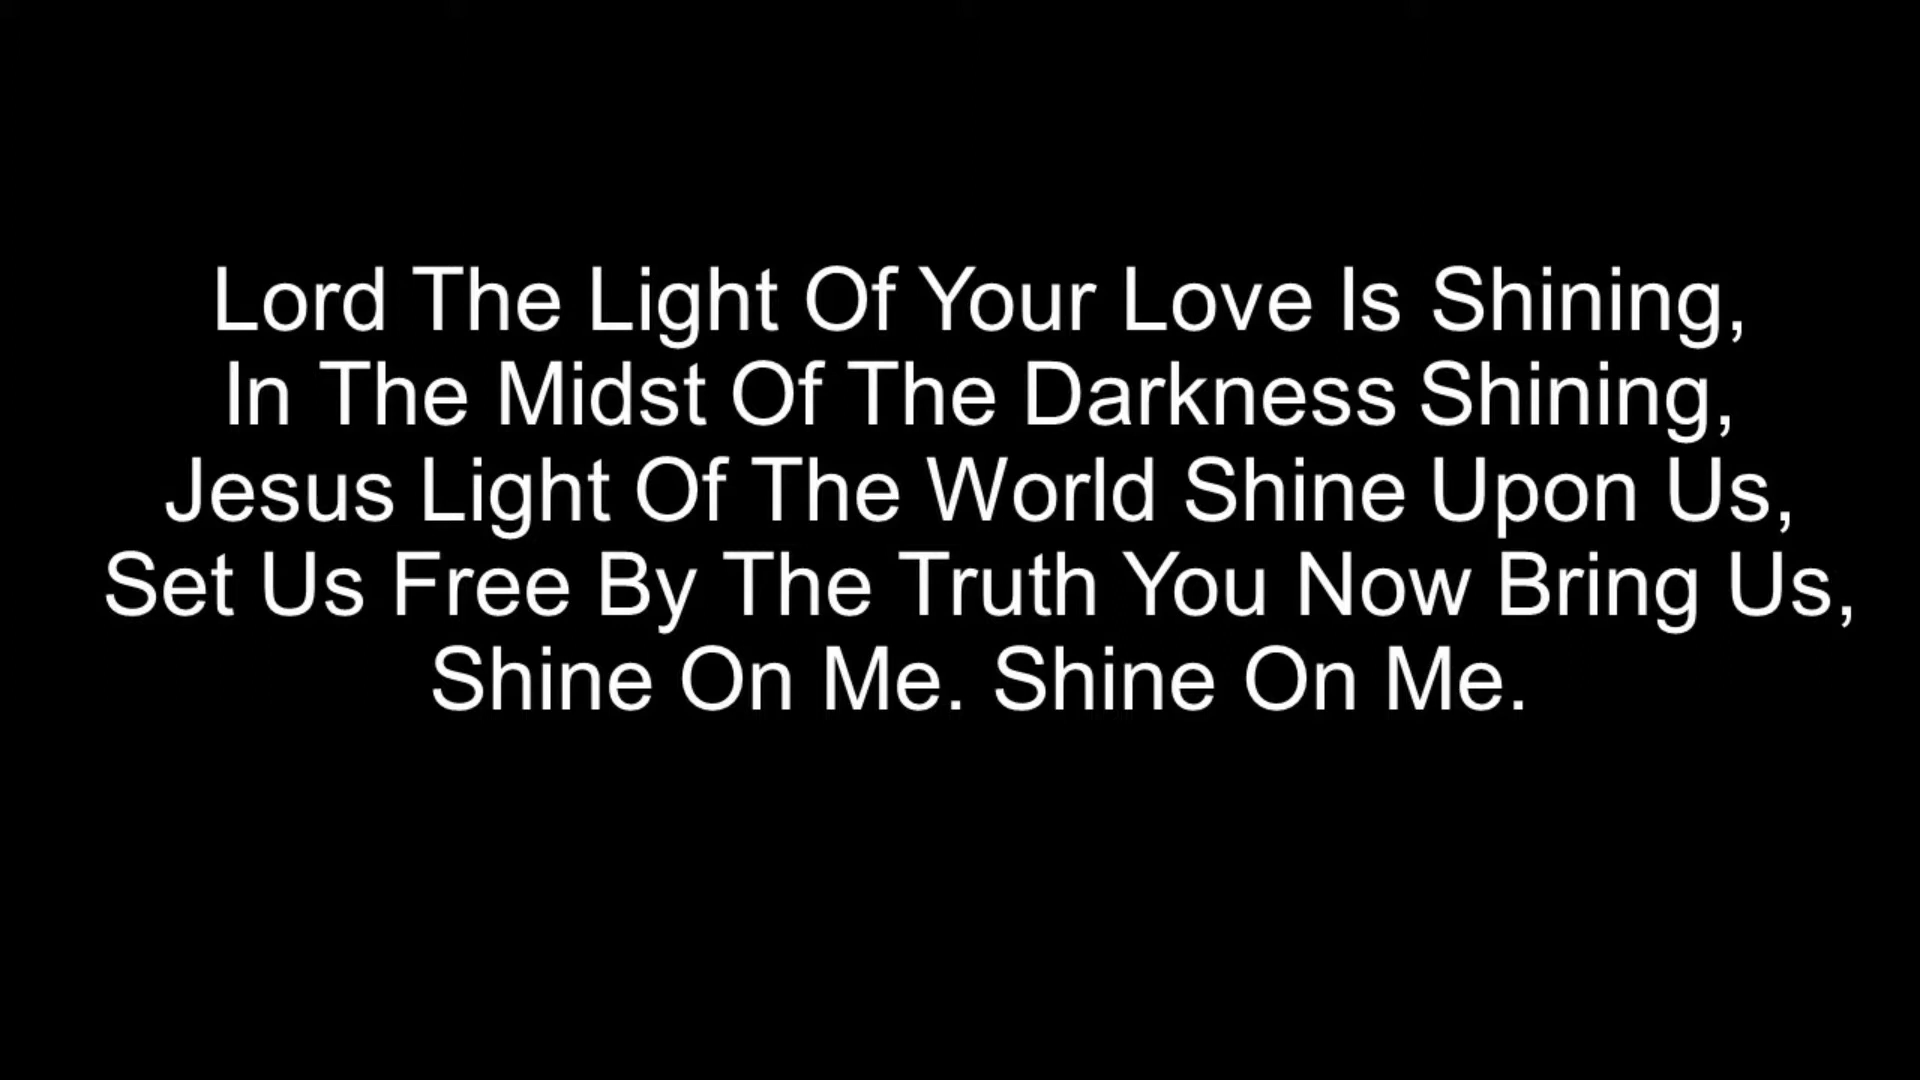 Lord The Light Of Your Love Is Shining,
In The Midst Of The Darkness Shining,
Jesus Light Of The World Shine Upon Us,
Set Us Free By The Truth You Now Bring Us,
Shine On Me. Shine On Me.